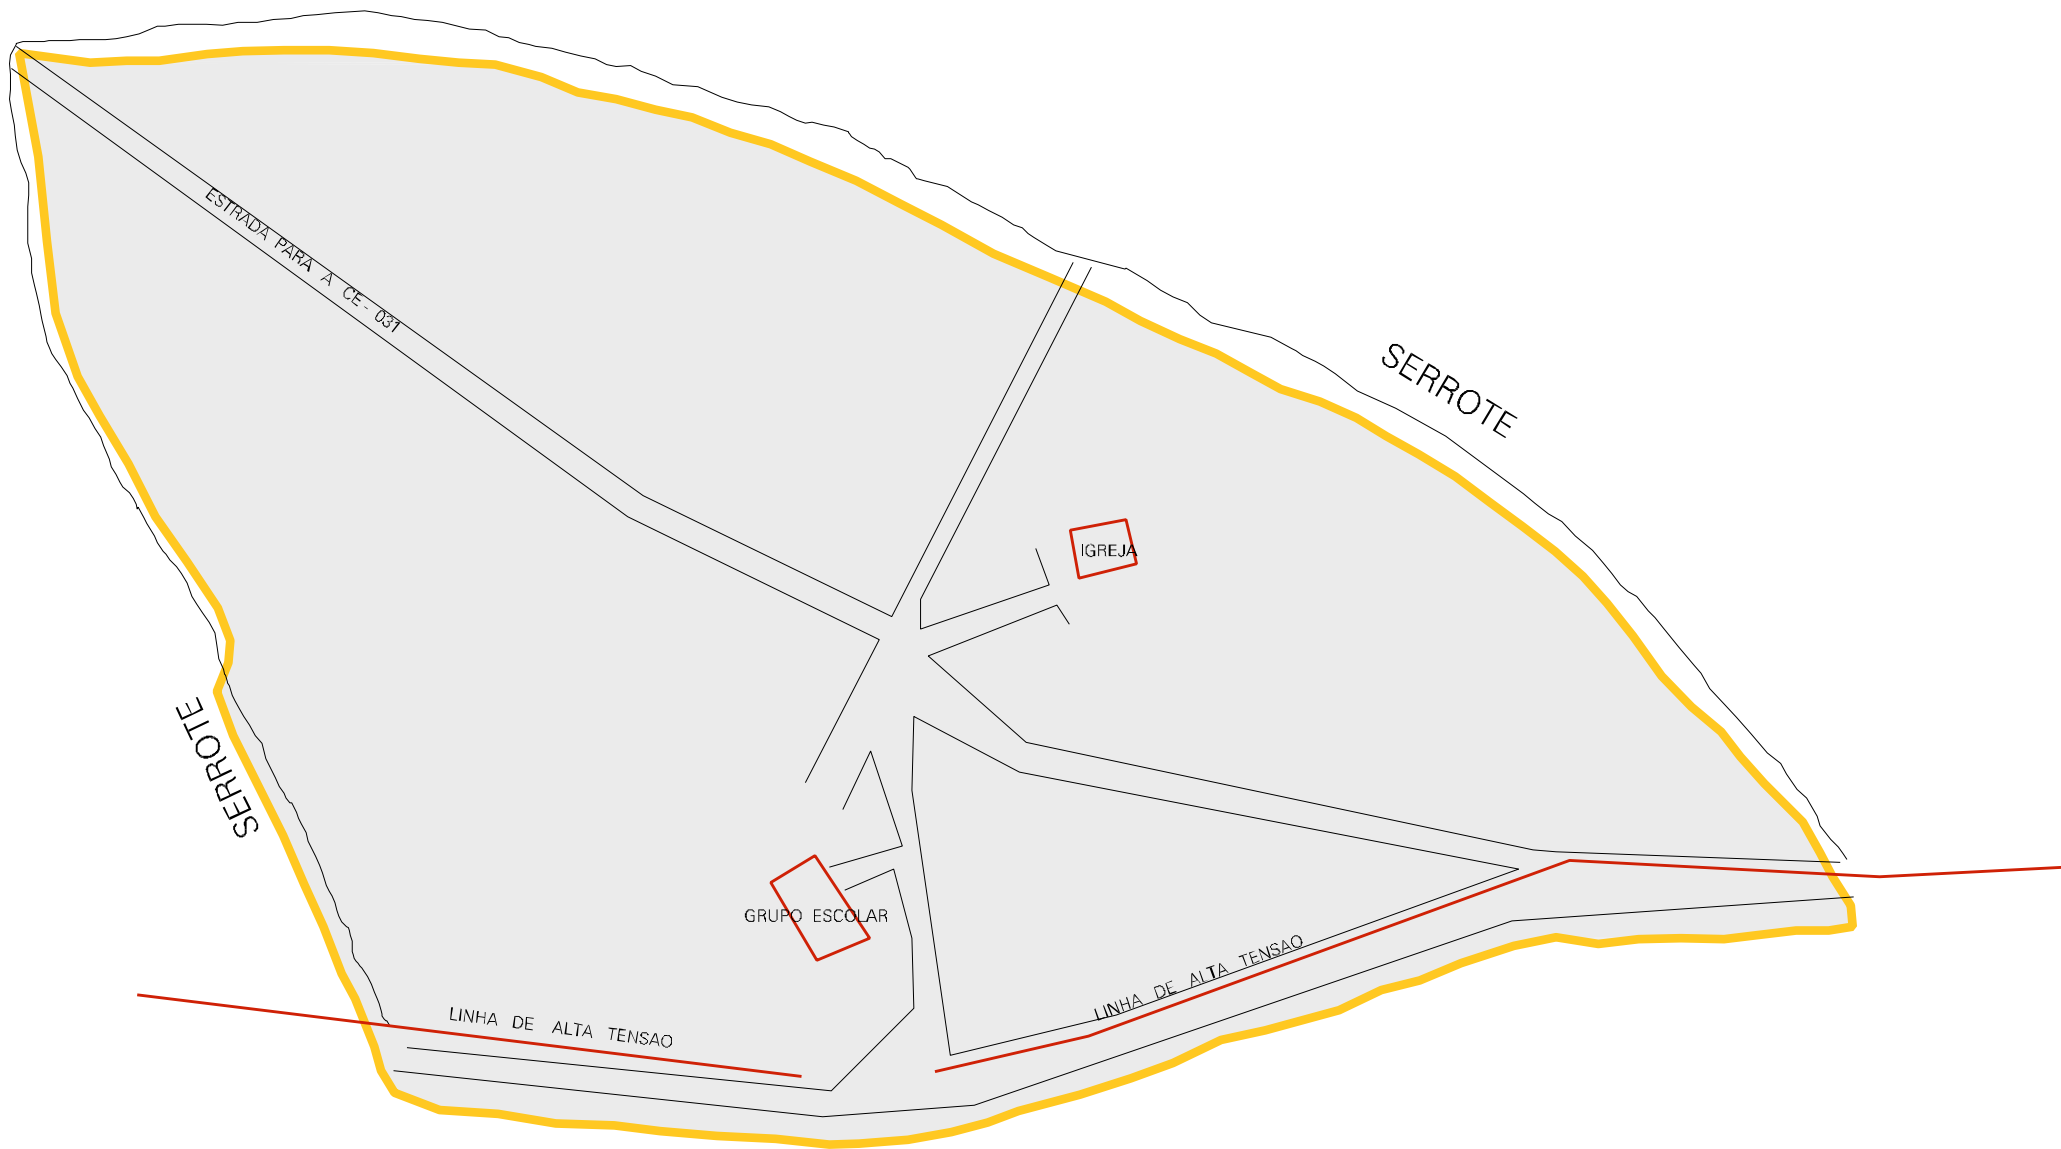 ESTRADA PARA A CE - 031
SERROTE
IGREJA
SERROTE
GRUPO ESCOLAR
LINHA DE ALTA TENSAO
LINHA DE ALTA TENSAO